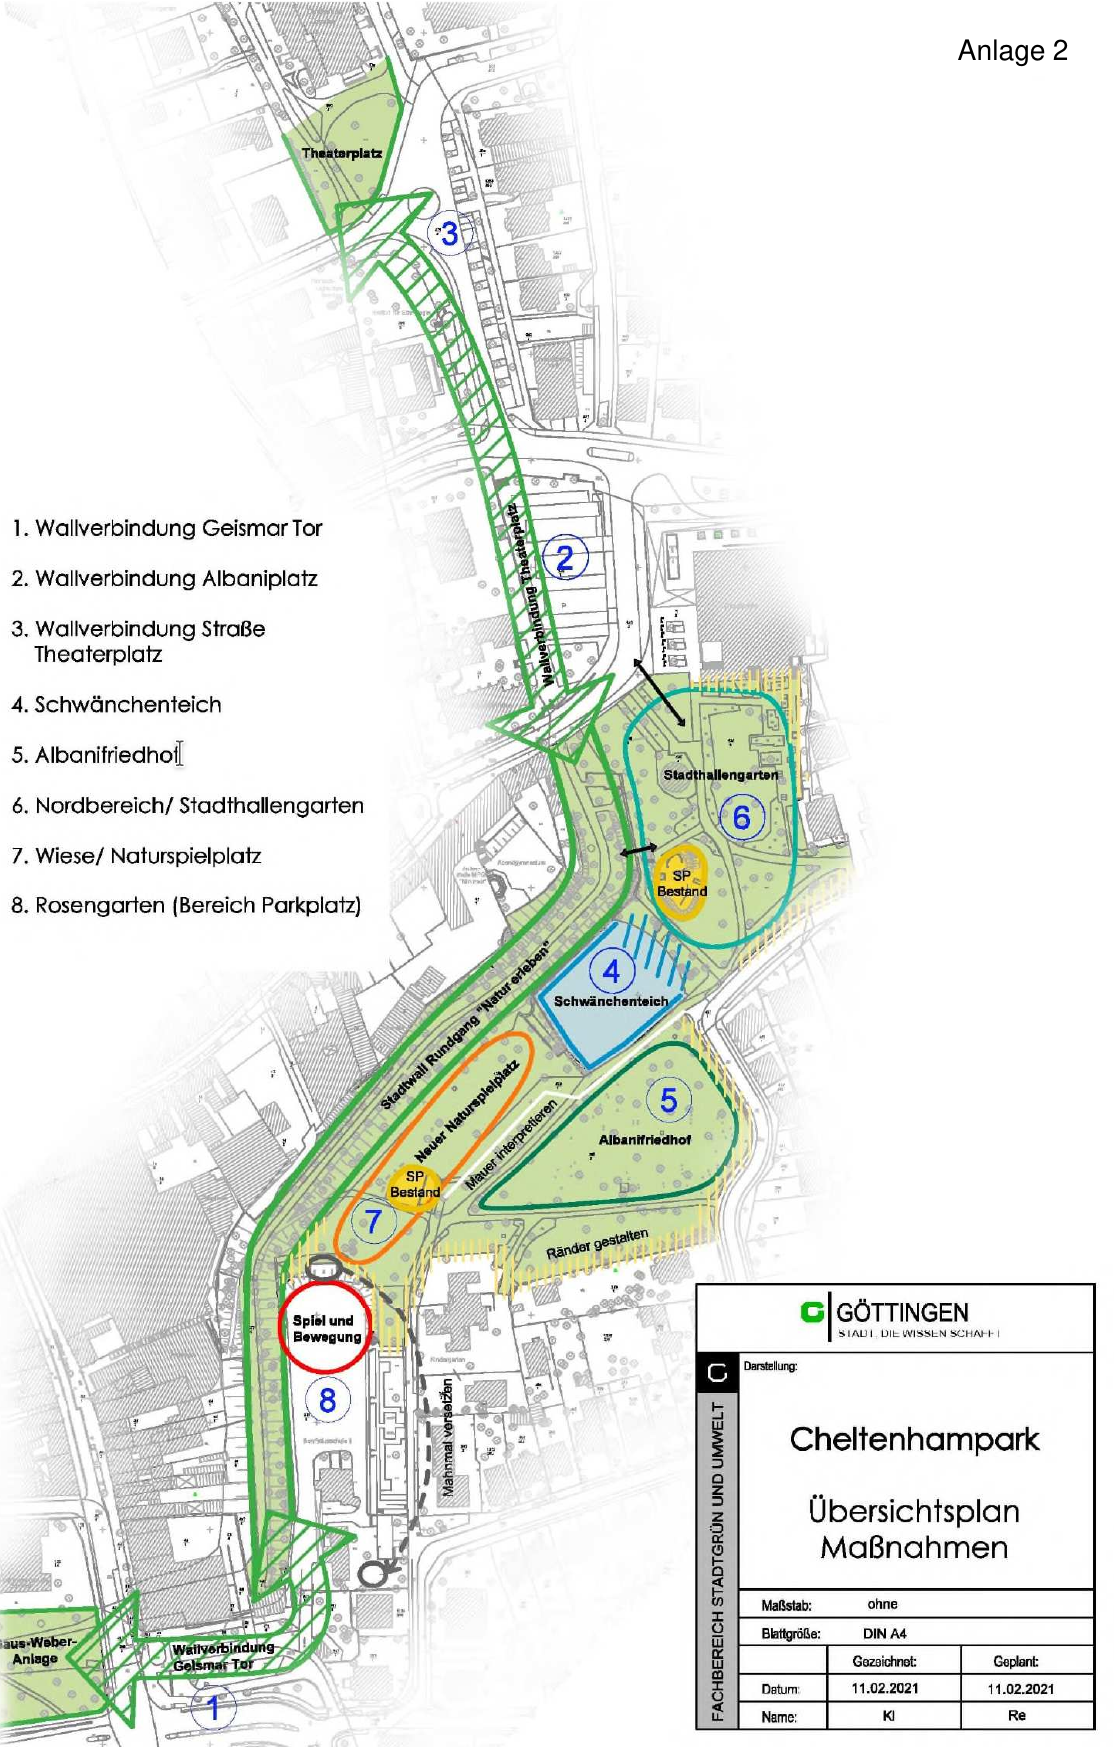 Anlage 2
Theaterplatz
3
1. Wallverbindung Geismar Tor
2. Wallverbindung Albaniplatz
3. Wallverbindung Straße
Theaterplatz
4. Schwänchenteich
5. Albanifriedhof
6. Nordbereich/ Stadthallengarten
7. Wiese/ Naturspielplatz
8. Rosengarten (Bereich Parkplatz)
Wallverbindung Theaterplatz
2
Stadthallengarten
6
SP
Bestand
4
Schwänchenteich
Stadtwall Rundgang "Natur erleben"
Neuer Naturspielplatz
Mauer interpretieren
5
Albanifriedhof
SP
Bestand
7
Ränder gestalten
Spiel und
Bewegung
8
Kindergarten
Mahnmal versetzen
aus-Weber-
Anlage
Wallverbindung
Geismar Tor
1
GÖTTINGEN
STADT, DIE WISSEN SCHAFFT
FACHBEREICH STADTGRÜN UND UMWELT
Darstellung:
Cheltenhampark
Übersichtsplan
Maßnahmen
Maßstab: ohne
Blattgröße: DIN A4
Gezeichnet: Geplant:
Datum: 11.02.2021 11.02.2021
Name: Kl Re